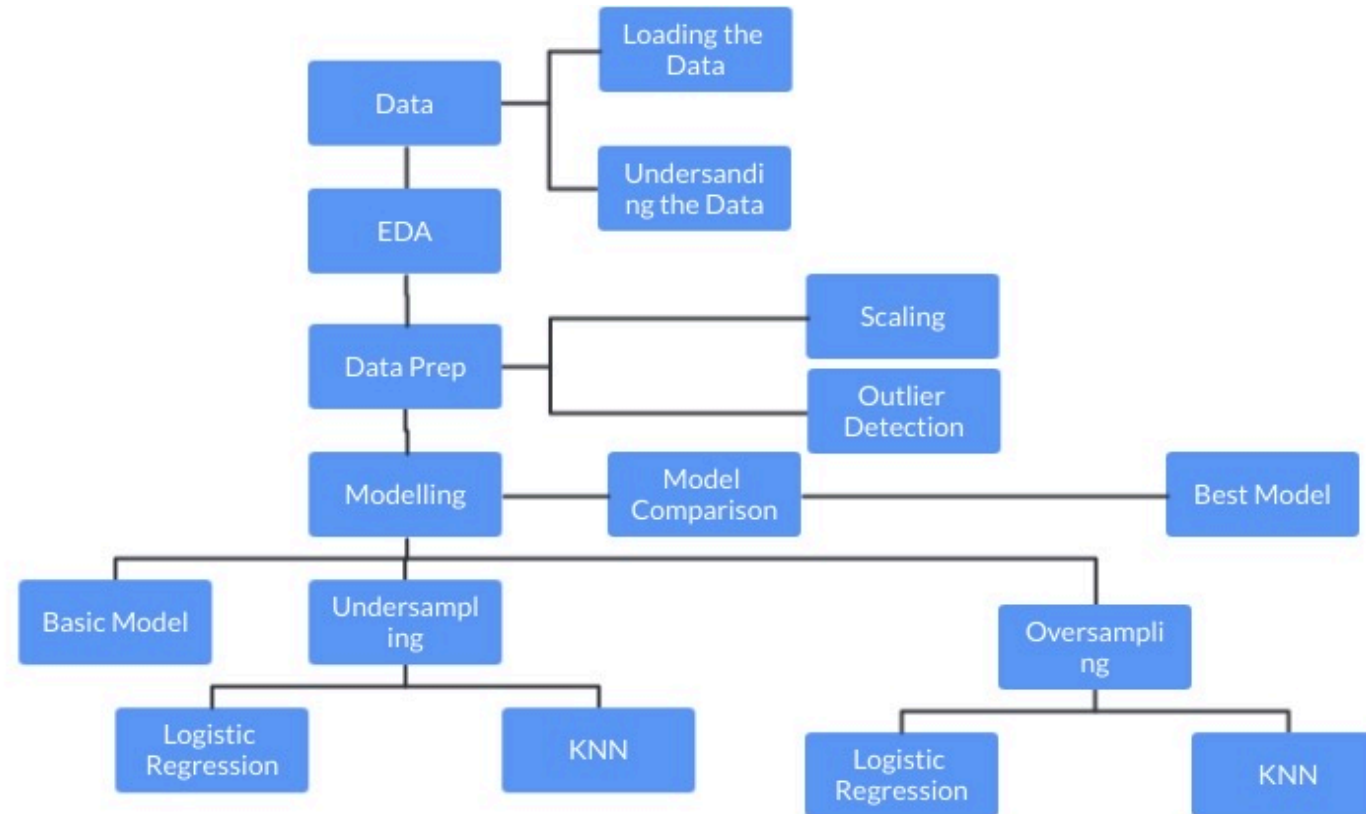 Loading the
Data
Data
Undersandi
ng the Data
EDA
Scaling
Data Prep
Outlier
Detection
Modelling
Model
Comparison
Best Model
Basic Model
Undersampl
ing
Oversampli
ng
Logistic
Regression
KNN
Logistic
Regression
KNN